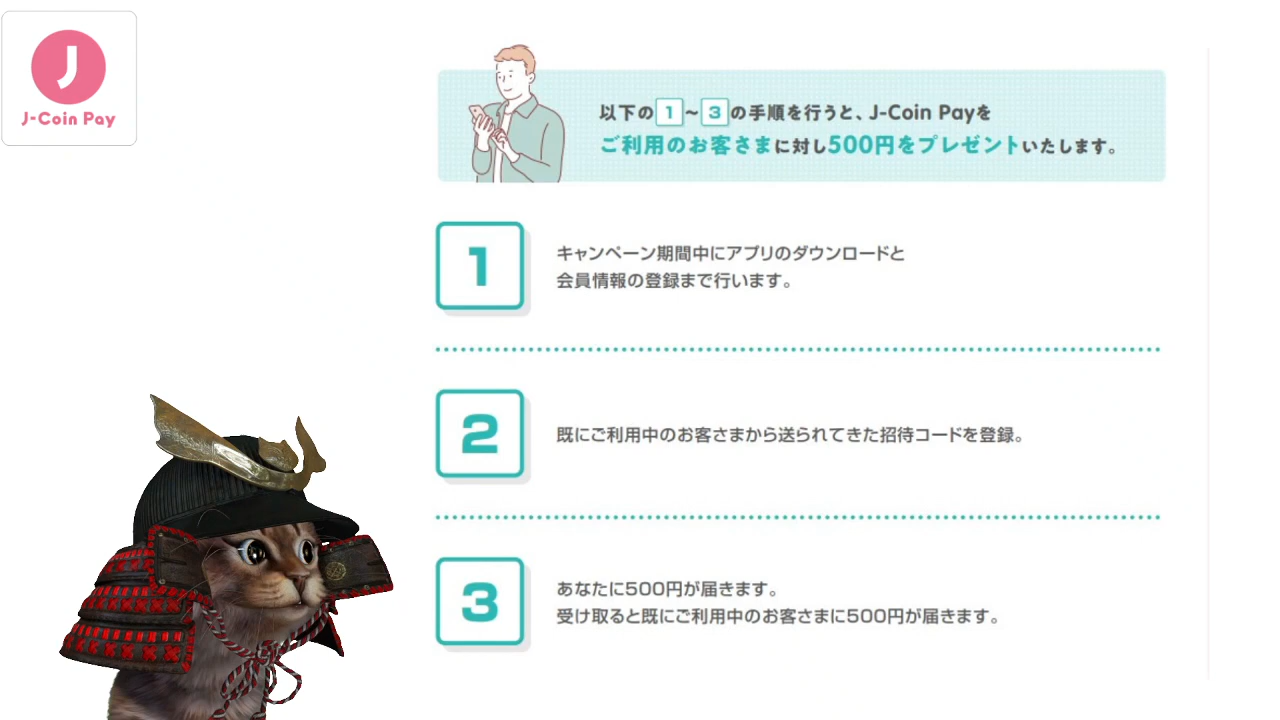 J
J-Coin Pay
以下の1～3の手順を行うと、J-Coin Payを
ご利用のお客さまに対し500円をプレゼントいたします。
1
キャンペーン期間中にアプリのダウンロードと
会員情報の登録まで行います。
2
既にご利用中のお客さまから送られてきた招待コードを登録。
3
あなたに500円が届きます。
受け取ると既にご利用中のお客さまに500円が届きます。